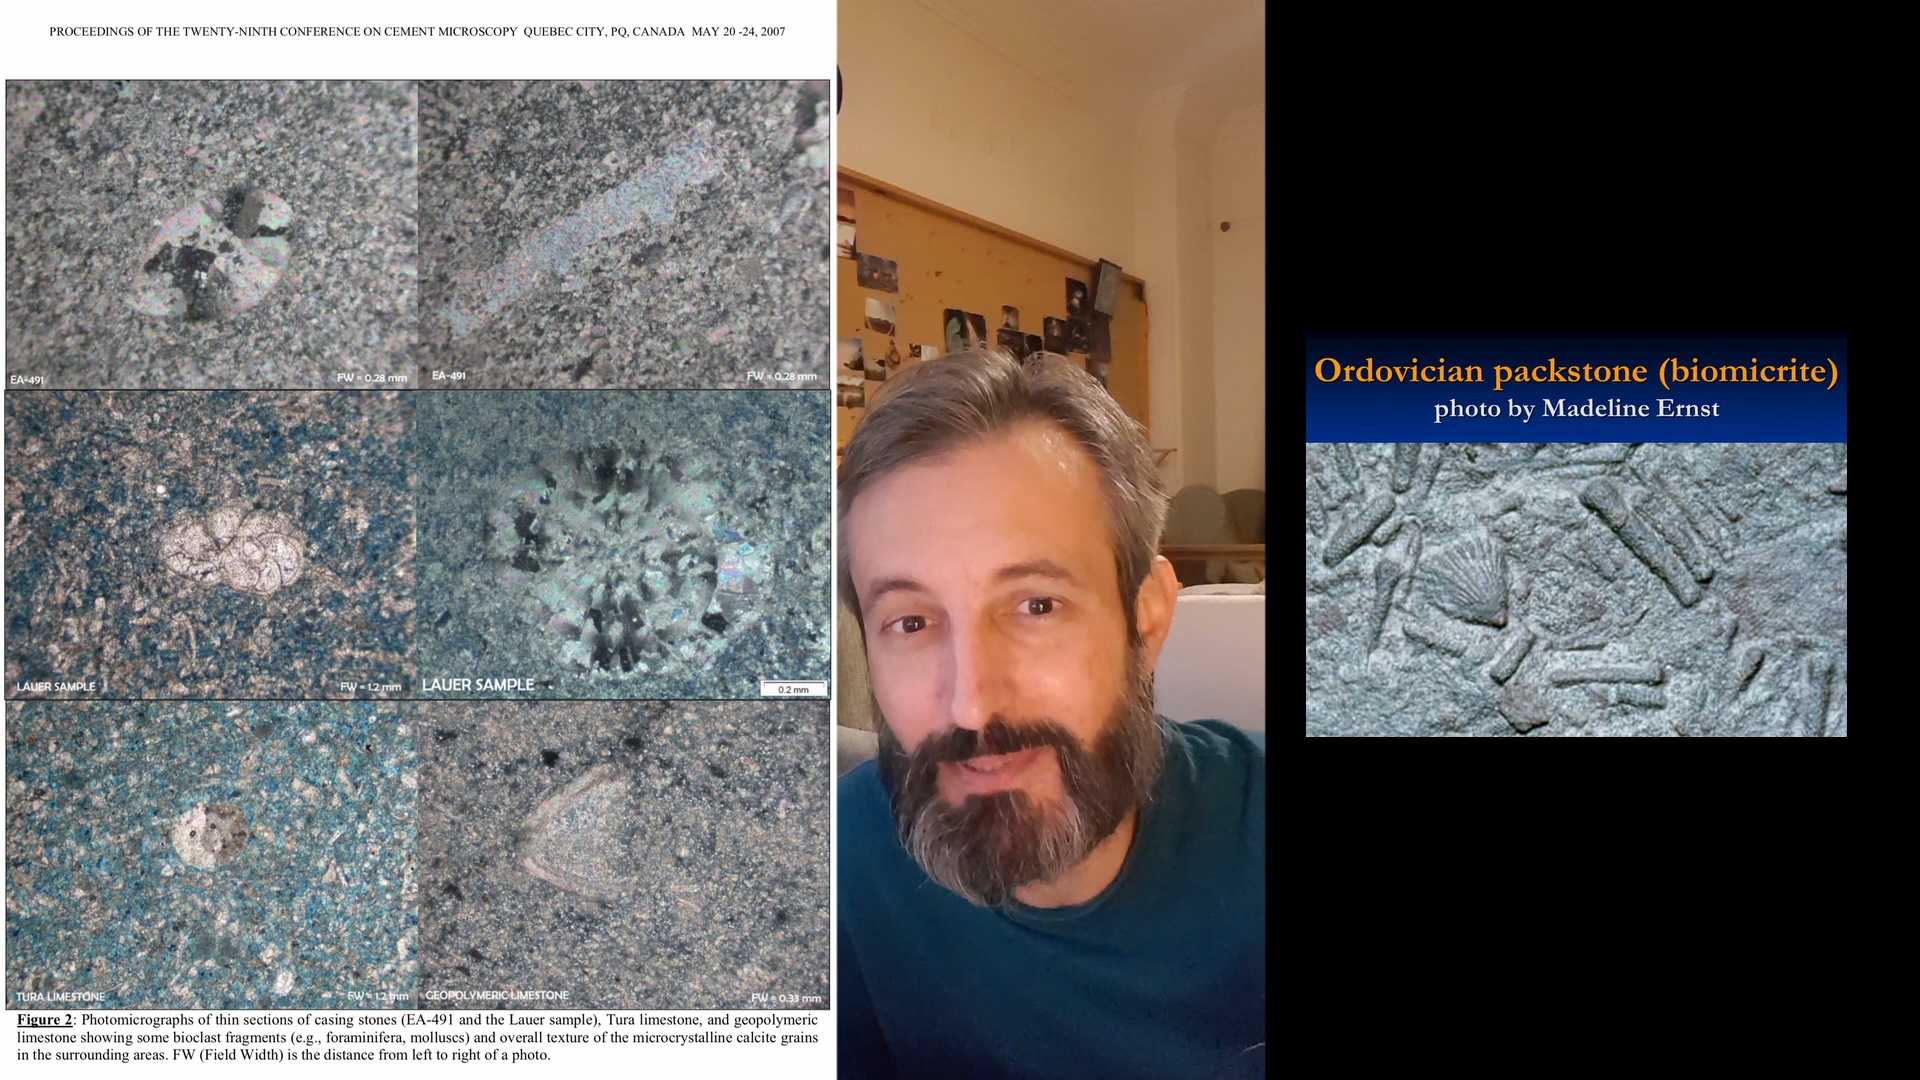 PROCEEDINGS OF THE TWENTY-NINTH CONFERENCE ON CEMENT MICROSCOPY QUEBEC CITY, PQ, CANADA MAY 20 -24, 2007
EA-491
FW = 0.28 mm
EA-491
FW = 0.28 mm
LAUER SAMPLE
FW = 1.2 mm
LAUER SAMPLE
0.2 mm
TURA LIMESTONE
FW = 1.2 mm
GEOPOLYMERIC LIMESTONE
FW = 0.33 mm
Figure 2: Photomicrographs of thin sections of casing stones (EA-491 and the Lauer sample), Tura limestone, and geopolymeric
limestone showing some bioclast fragments (e.g., foraminifera, molluscs) and overall texture of the microcrystalline calcite grains
in the surrounding areas. FW (Field Width) is the distance from left to right of a photo.
Ordovician packstone (biomicrite)
photo by Madeline Ernst